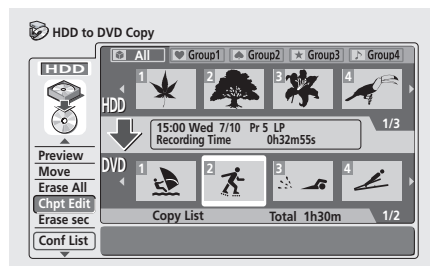 HDD to
DVD Copy
All Group1 Group2 Group3 Group4
HDD
1 2 3 4
HDD
15:00 Wed 7/10 Pr 5 LP
Recording Time 0h32m55s
1/3
DVD
1 2 3 4
Preview
Move
Erase All
Chpt Edit
Erase sec
Conf List
Copy List Total 1h30m 1/2